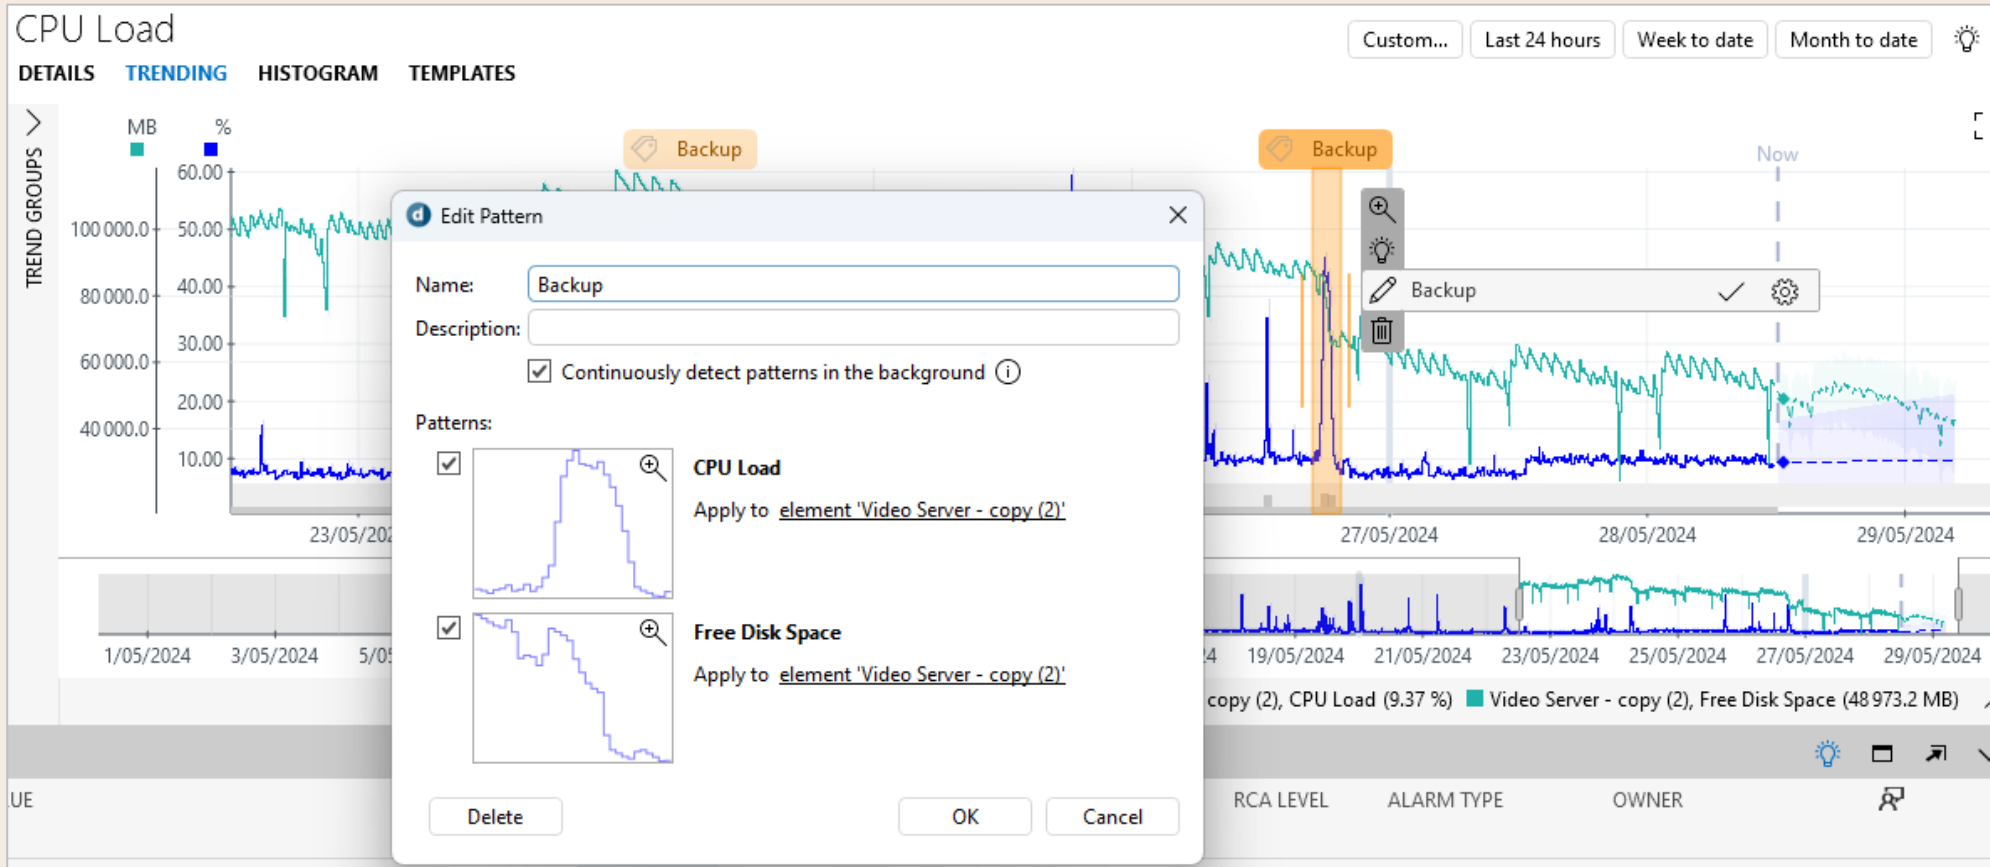 CPU Load
Custom...
Last 24 hours
Week to date
Month to date
DETAILS
TRENDING
HISTOGRAM
TEMPLATES
TREND GROUPS
MB
%
Backup
Backup
Now
60.00
100 000.0
50.00
40.00
80 000.0
30.00
60 000.0
20.00
40 000.0
10.00
Edit Pattern
Name:
Backup
Description:
Continuously detect patterns in the background
Patterns:
CPU Load
Apply to element 'Video Server - copy (2)'
Free Disk Space
Apply to element 'Video Server - copy (2)'
Delete
OK
Cancel
Backup
23/05/202
27/05/2024
28/05/2024
29/05/2024
1/05/2024
3/05/2024
5/05
24
19/05/2024
21/05/2024
23/05/2024
25/05/2024
27/05/2024
29/05/2024
copy (2), CPU Load (9.37 %)
Video Server - copy (2), Free Disk Space (48 973.2 MB)
UE
RCA LEVEL
ALARM TYPE
OWNER